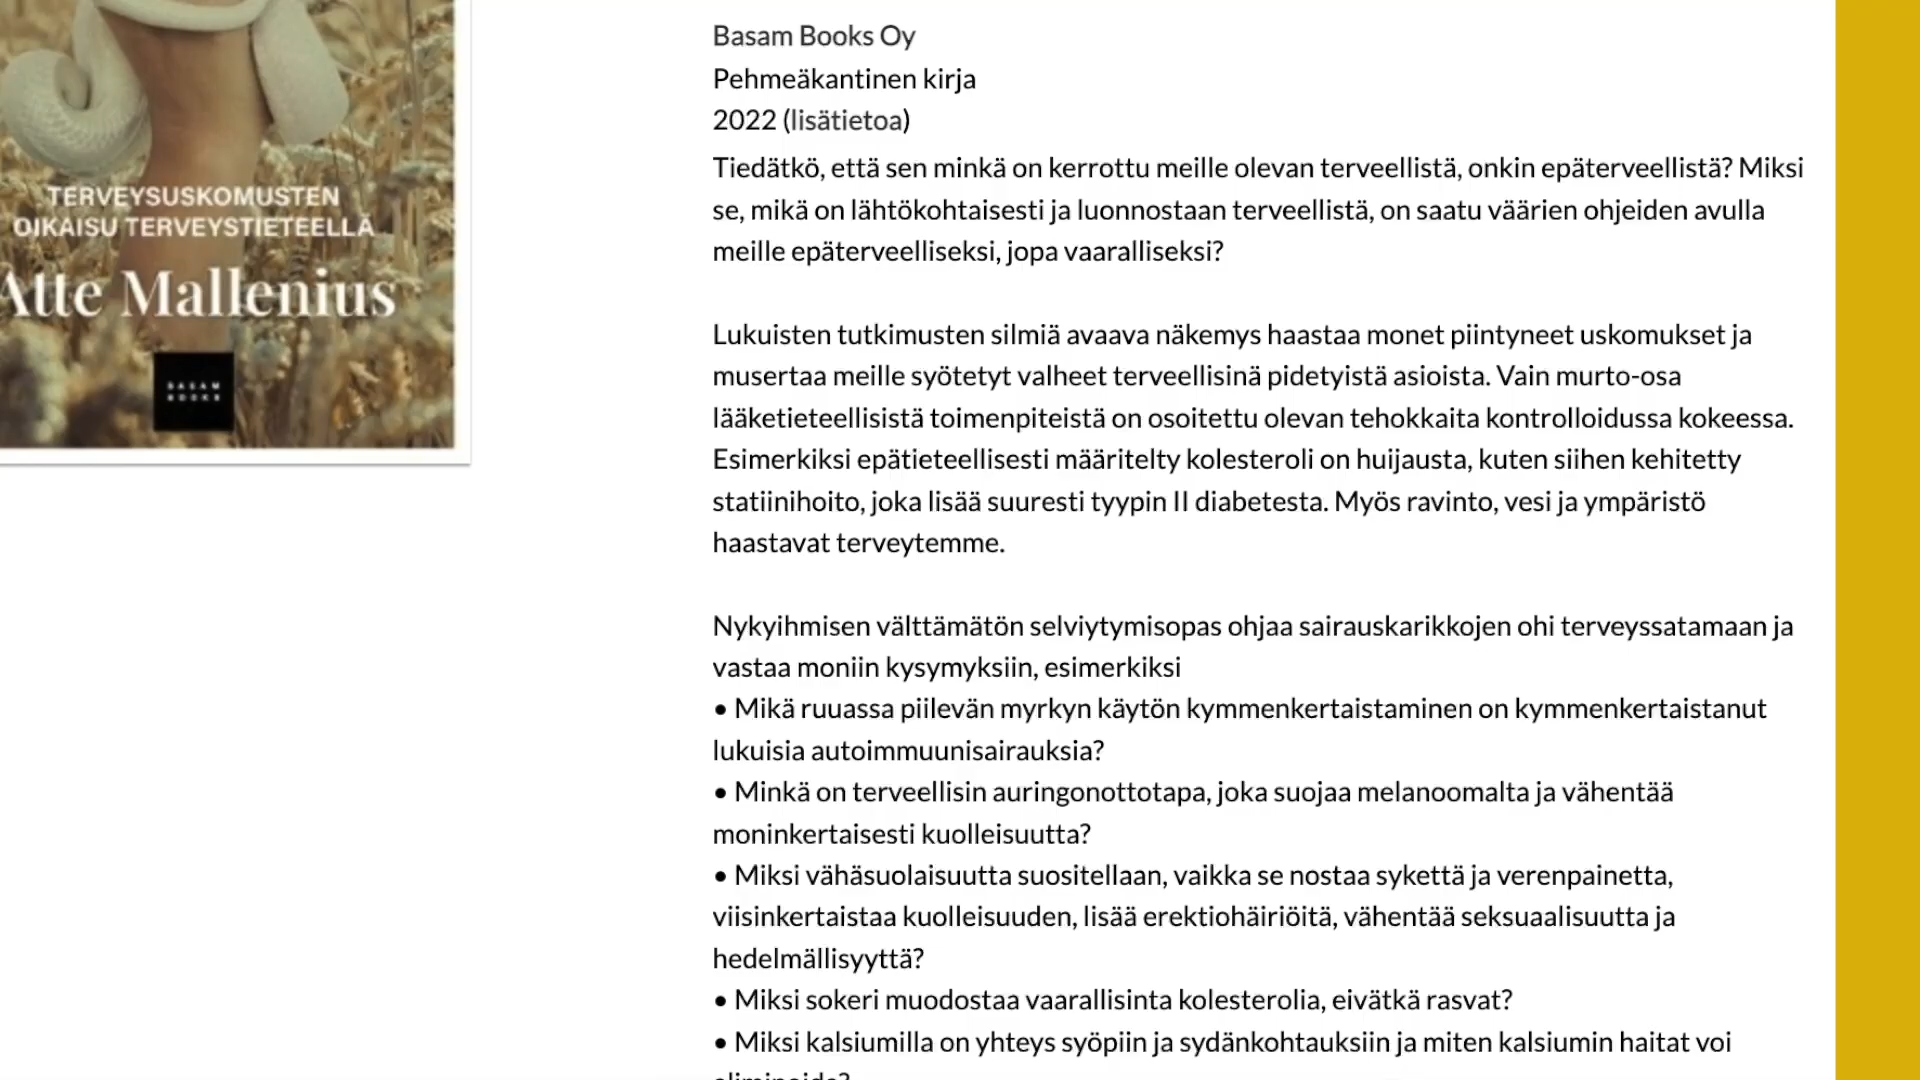 TERVEYSUSKOMUSTEN
OIKAISU TERVEYSTIETEELLÄ
Atte Mallenius
BASAM
BOOKS
Basam Books Oy
Pehmeäkantinen kirja
2022 (lisätietoa)
Tiedätkö, että sen minkä on kerrottu meille olevan terveellistä, onkin epäterveellistä? Miksi
se, mikä on lähtökohtaisesti ja luonnostaan terveellistä, on saatu väärien ohjeiden avulla
meille epäterveelliseksi, jopa vaaralliseksi?
Lukuisten tutkimusten silmiä avaava näkemys haastaa monet piintyneet uskomukset ja
musertaa meille syötetyt valheet terveellisinä pidetyistä asioista. Vain murto-osa
lääketieteellisistä toimenpiteistä on osoitettu olevan tehokkaita kontrolloidussa kokeessa.
Esimerkiksi epätieteellisesti määritelty kolesteroli on huijausta, kuten siihen kehitetty
statiinihoito, joka lisää suuresti tyypin II diabetesta. Myös ravinto, vesi ja ympäristö
haastavat terveytemme.
Nykyihmisen välttämätön selviytymisopas ohjaa sairauskarikkojen ohi terveyssatamaan ja
vastaa moniin kysymyksiin, esimerkiksi
• Mikä ruuassa piilevän myrkyn käytön kymmenkertaistaminen on kymmenkertaistanut
lukuisia autoimmuunisairauksia?
• Minkä on terveellisin auringonottotapa, joka suojaa melanoomalta ja vähentää
moninkertaisesti kuolleisuutta?
• Miksi vähäsuolaisuutta suositellaan, vaikka se nostaa sykettä ja verenpainetta,
viisinkertaistaa kuolleisuuden, lisää erektiohäiriöitä, vähentää seksuaalisuutta ja
hedelmällisyyttä?
• Miksi sokeri muodostaa vaarallisinta kolesterolia, eivätkä rasvat?
• Miksi kalsiumilla on yhteys syöpiin ja sydänkohtauksiin ja miten kalsiumin haitat voi